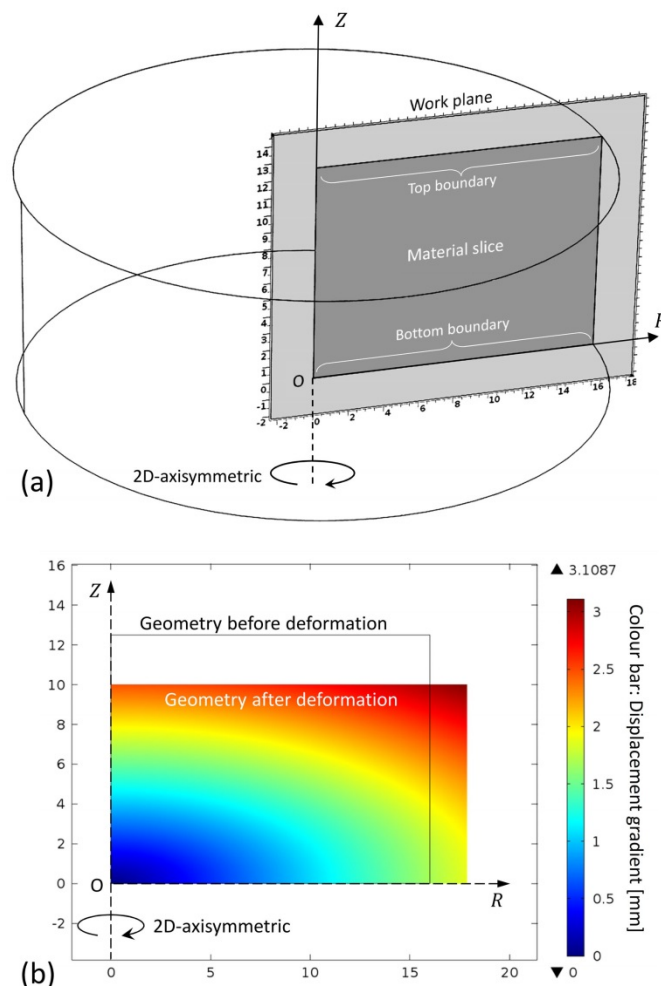 Z
Work plane
14
13
12
11
10
9
8
7
6
5
4
3
2
1
0
-1
-2
Top boundary
Material slice
Bottom boundary
R
O
-2 0 2 4 6 8 10 12 14 16 18
2D-axisymmetric
(a)
16
14
12
10
8
6
4
2
0
-2
Z
Geometry before deformation
Geometry after deformation
O
R
2D-axisymmetric
0 5 10 15 20
▲ 3.1087
3
2.5
2
1.5
1
0.5
0
▼ 0
Colour bar: Displacement gradient [mm]
(b)